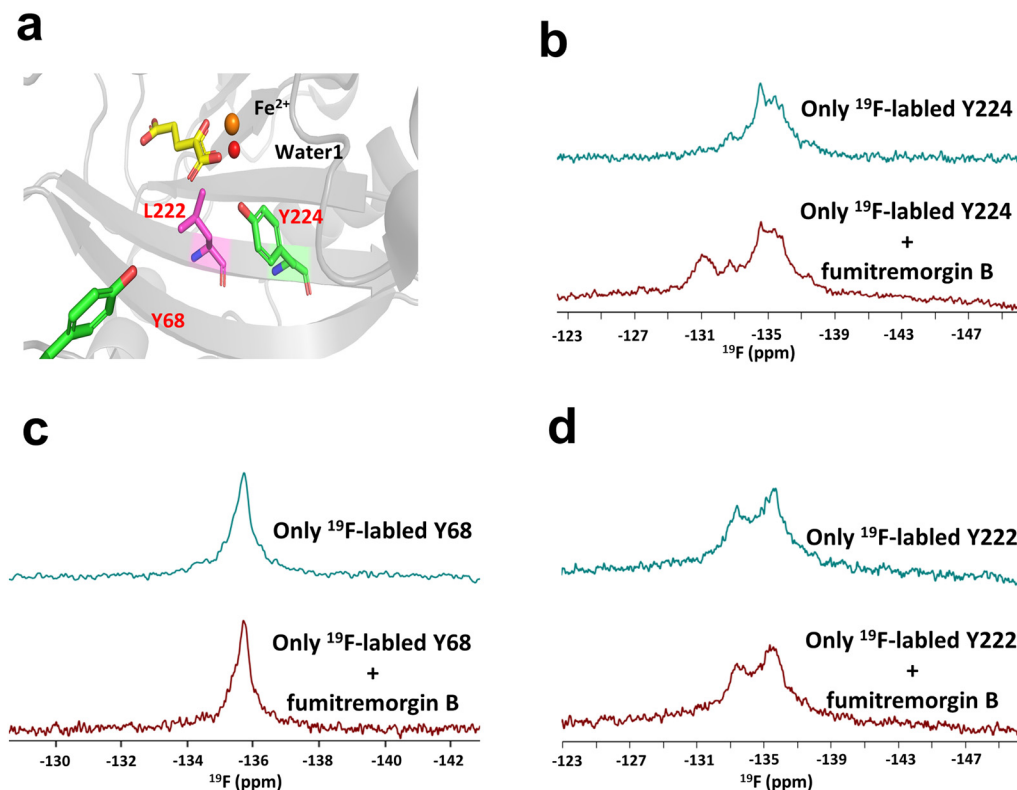 a
Fe2+
Water1
L222
Y224
Y68
b
Only 19F-labled Y224
Only 19F-labled Y224
+
fumitremorgin B
-123 -127 -131 -135 -139 -143 -147
19F (ppm)
c
Only 19F-labled Y68
Only 19F-labled Y68
+
fumitremorgin B
-130 -132 -134 -136 -138 -140 -142
19F (ppm)
d
Only 19F-labled Y222
Only 19F-labled Y222
+
fumitremorgin B
-123 -127 -131 -135 -139 -143 -147
19F (ppm)